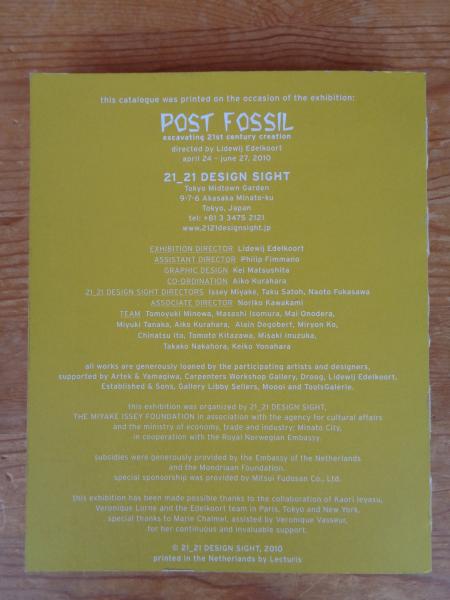 this catalogue was printed on the occasion of the exhibition:
POST FOSSIL
excavating 21st century creation
directed by Lidewij Edelkoort
april 24 – june 27, 2010
21_21 DESIGN SIGHT
Tokyo Midtown Garden
9-7-6 Akasaka Minato-ku
Tokyo, Japan
tel: +81 3 3475 2121
www.2121designsight.jp
EXHIBITION DIRECTOR Lidewij Edelkoort
ASSISTANT DIRECTOR Philip Fimmano
GRAPHIC DESIGN Kei Matsushita
CO-ORDINATION Aiko Kurahara
21_21 DESIGN SIGHT DIRECTORS Issey Miyake, Taku Satoh, Naoto Fukasawa
ASSOCIATE DIRECTOR Noriko Kawakami
TEAM Tomoyuki Minowa, Masashi Isomura, Mai Onodera,
Miyuki Tanaka, Aiko Kurahara, Alain Degobert, Miryon Ko,
Chinatsu Ito, Tomoto Kitazawa, Misaki Inuzuka,
Takako Nakahora, Keiko Yonahara
all works are generously loaned by the participating artists and designers,
supported by Artek & Yamagiwa, Carpenters Workshop Gallery, Droog, Lidewij Edelkoort,
Established & Sons, Gallery Libby Sellers, Moooi and ToolsGalerie.
this exhibition was organized by 21_21 DESIGN SIGHT,
THE MIYAKE ISSEY FOUNDATION in association with the agency for cultural affairs
and the ministry of economy, trade and industry; Minato City,
in cooperation with the Royal Norwegian Embassy.
subsidies were generously provided by the Embassy of the Netherlands
and the Mondriaan Foundation.
special sponsorship was provided by Mitsui Fudosan Co., Ltd.
this exhibition has been made possible thanks to the collaboration of Kaori Ieyasu,
Veronique Lorne and the Edelkoort team in Paris, Tokyo and New York,
special thanks to Marie Chalmel, assisted by Veronique Vasseur,
for her continuous and invaluable support.
© 21_21 DESIGN SIGHT, 2010
printed in the Netherlands by Lecturis